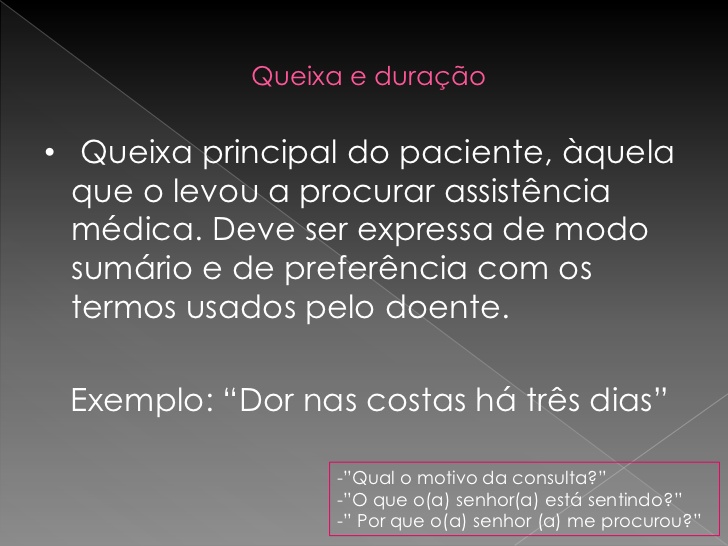 Queixa e duração
• Queixa principal do paciente, àquela
que o levou a procurar assistência
médica. Deve ser expressa de modo
sumário e de preferência com os
termos usados pelo doente.
Exemplo: “Dor nas costas há três dias”
-”Qual o motivo da consulta?”
-”O que o(a) senhor(a) está sentindo?”
-” Por que o(a) senhor (a) me procurou?”